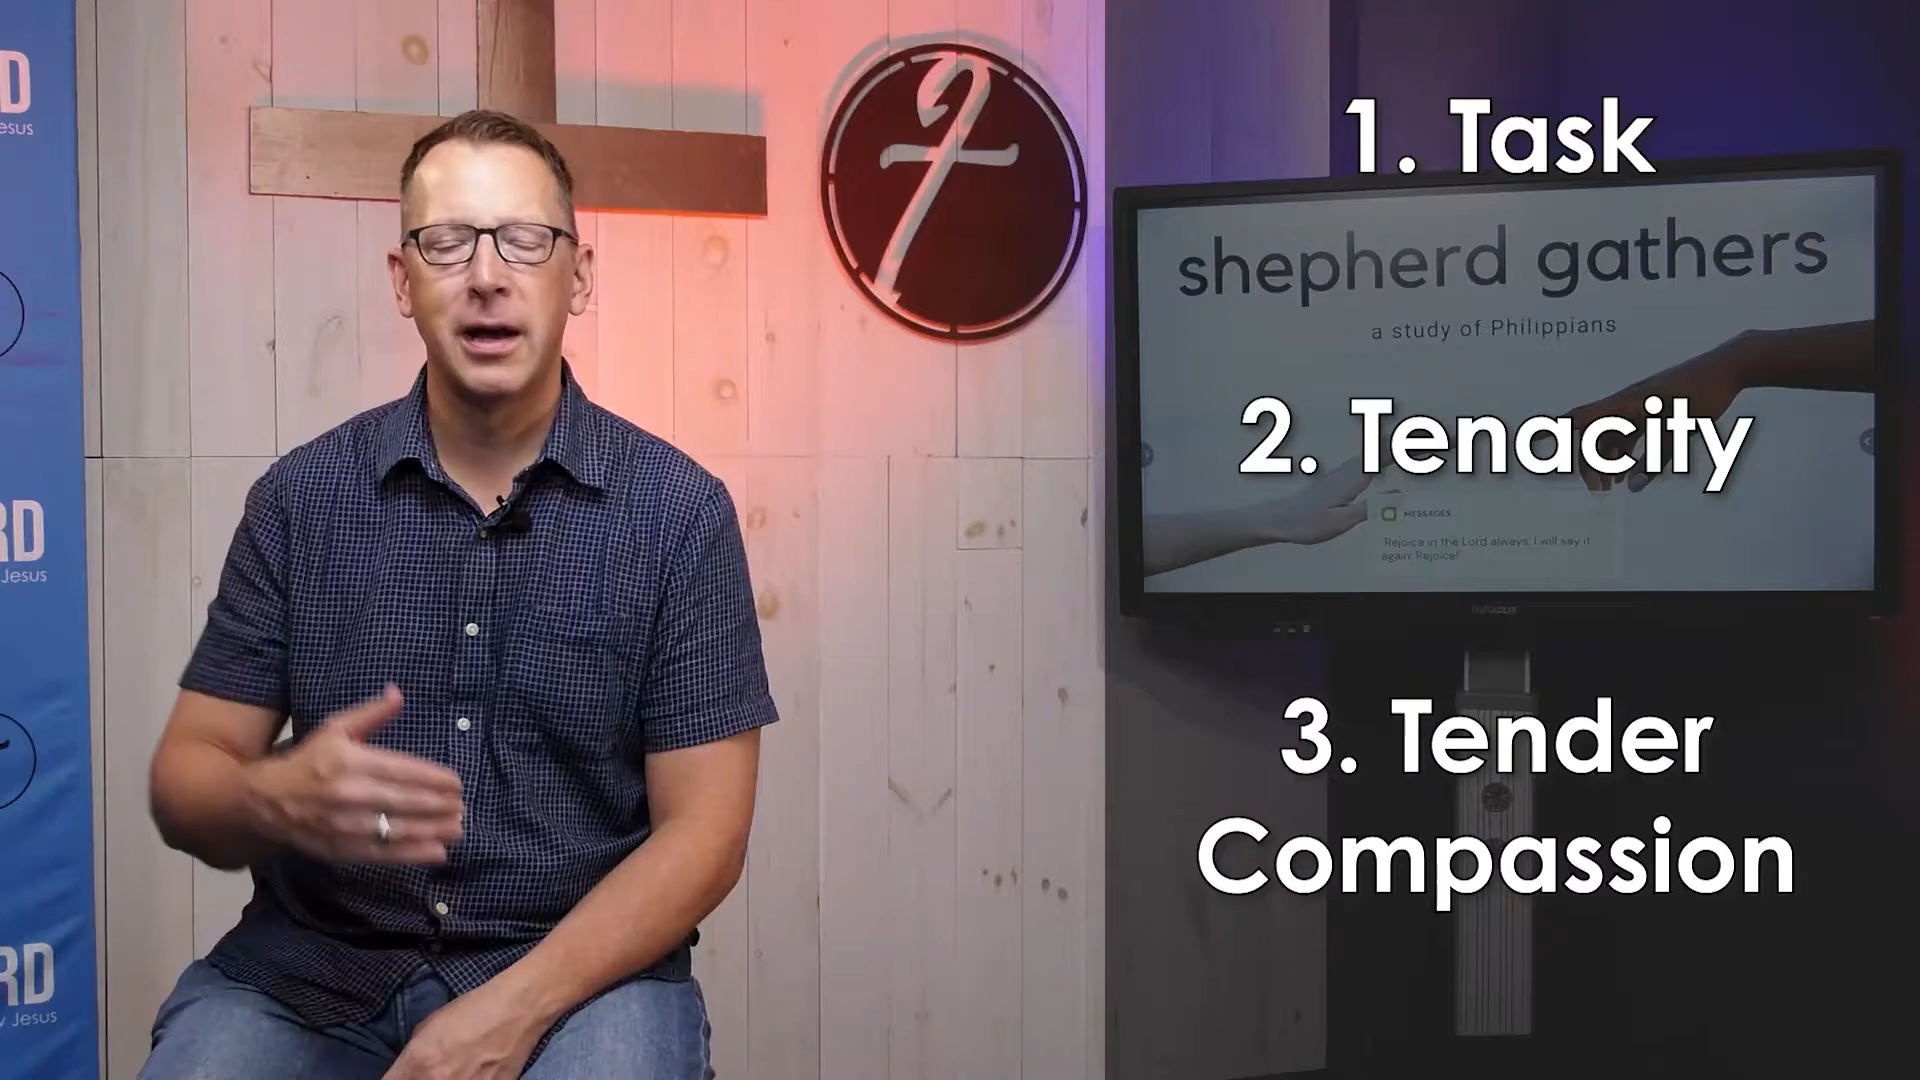 RD
esus
RD
Jesus
RD
w Jesus
1. Task
shepherd gathers
a study of Philippians
2. Tenacity
MESSAGES
Rejoice in the Lord always. I will say it
again: Rejoice!
3. Tender
Compassion